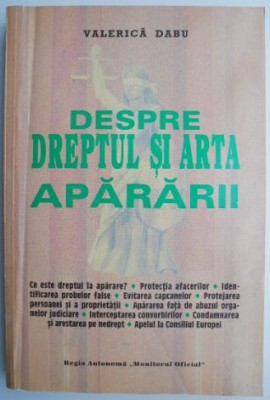 VALERICĂ DABU
DESPRE
DREPTUL ȘI ARTA
APĂRĂRII
Ce este dreptul la apărare? ♦ Protecția afacerilor ♦ Iden-
tificarea probelor false ♦ Evitarea capcanelor ♦ Protejarea
persoanei și a proprietății ♦ Apărarea față de abuzul orga-
nelor judiciare ♦ Interceptarea convorbirilor ♦ Condamnarea
și arestarea pe nedrept ♦ Apelul la Consiliul Europei
Regia Autonomă „Monitorul Oficial"